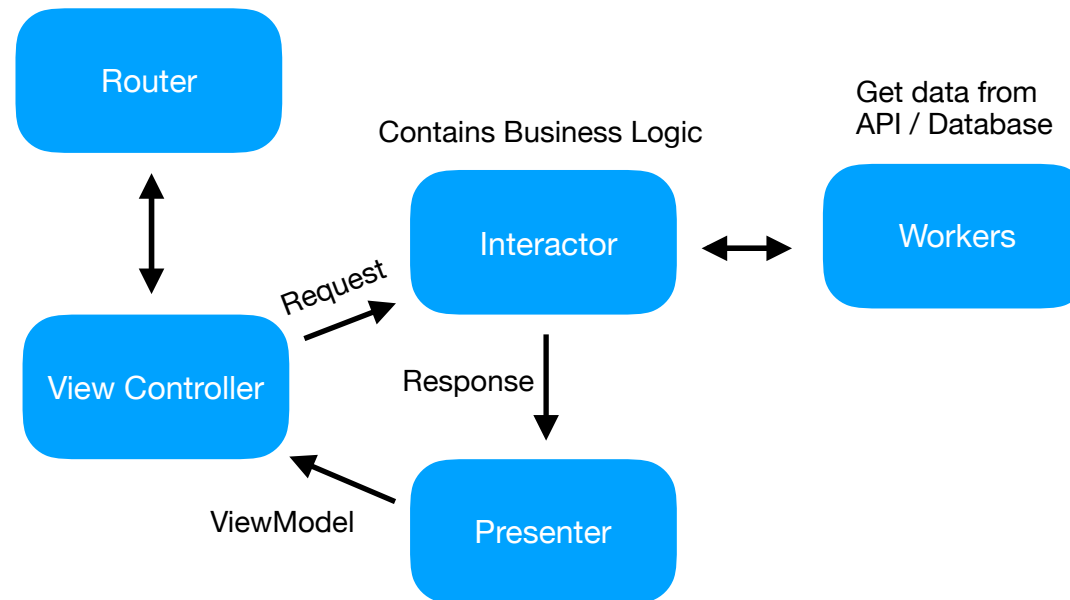 Router
Get data from
API / Database
Contains Business Logic
Interactor
Workers
Request
View Controller
Response
ViewModel
Presenter